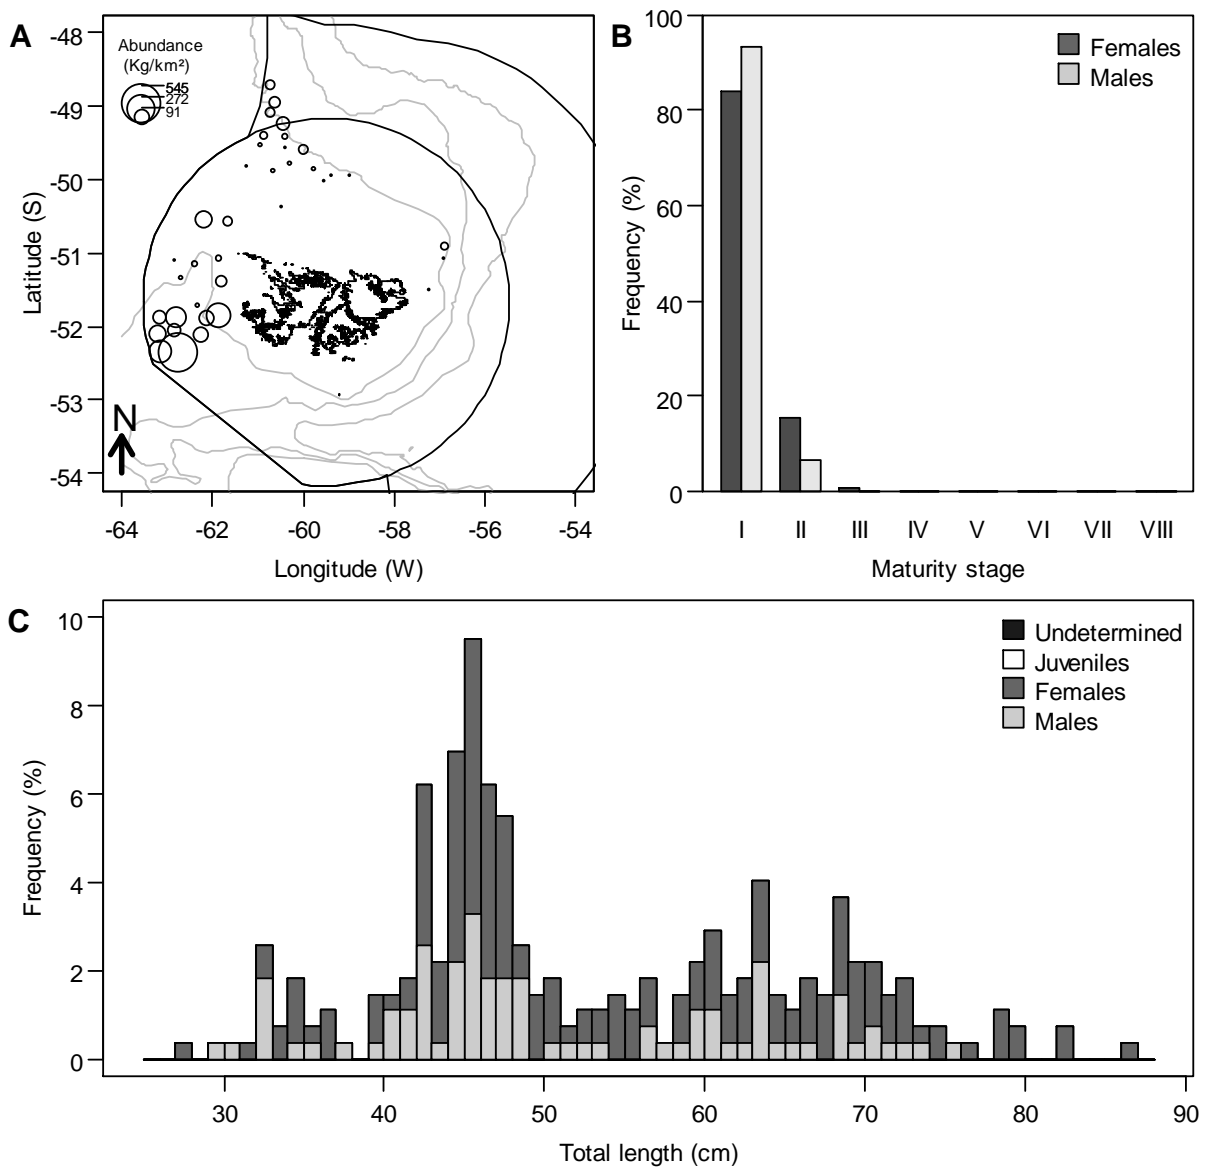 A
Abundance
(Kg/km²)
545
272
91
-48
-49
-50
-51
-52
-53
-54
Latitude (S)
N
-64
-62
-60
-58
-56
-54
Longitude (W)
B
Females
Males
100
80
60
40
20
0
Frequency (%)
I II III IV V VI VII VIII
Maturity stage
C
Undetermined
Juveniles
Females
Males
10
8
6
4
2
0
Frequency (%)
30 40 50 60 70 80 90
Total length (cm)